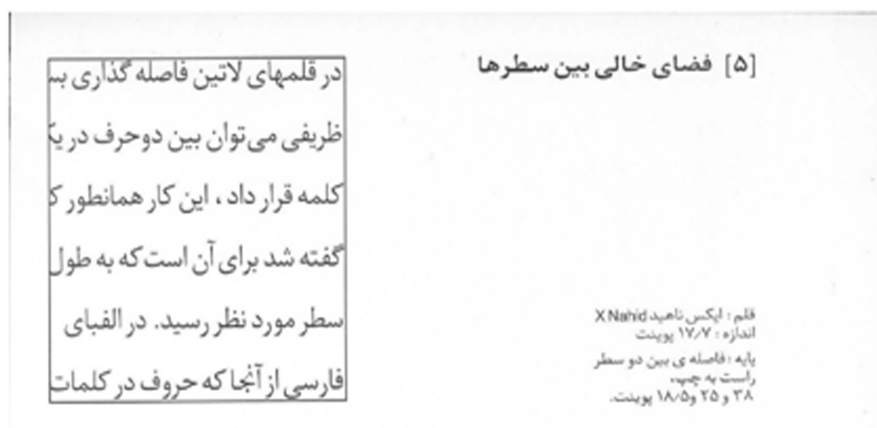 [۵] فضای خالی بین سطرها
قلم : ایکس ناهید X Nahid
اندازه : ۱۷٫۷ پوینت
پایه : فاصله ی بین دو سطر
راست به چپ،
۳۸ و ۲۵ و ۱۸٫۵ پوینت.
در قلمهای لاتین فاصله گذاری بس
ظریفی می‌توان بین دوحرف در یک
کلمه قرار داد ، این کار همانطور ک
گفته شد برای آن است که به طول
سطر مورد نظر رسید. در الفبای
فارسی از آنجا که حروف در کلمات